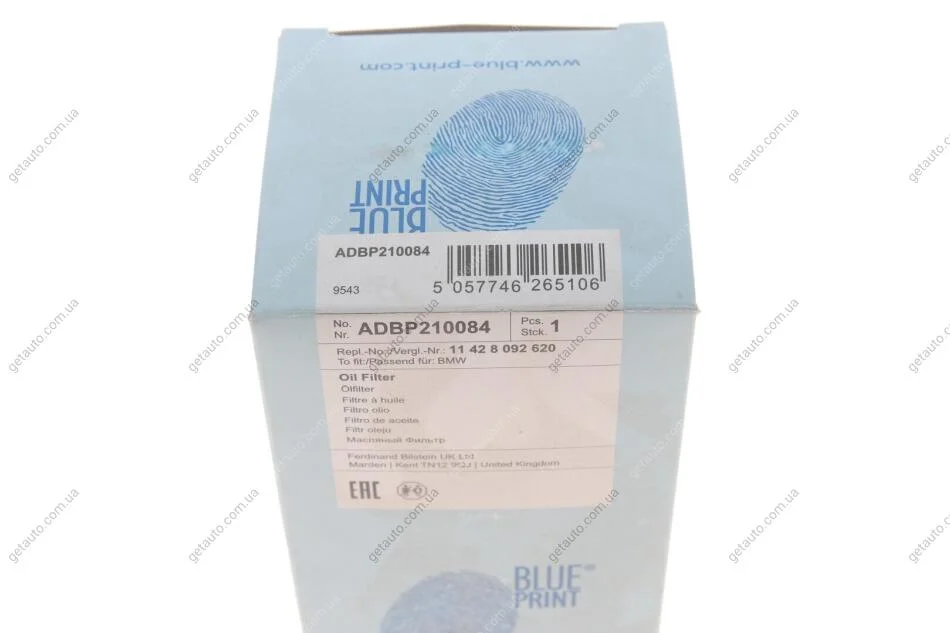 www.blue-print.com
BLUE
PRINT
ADBP210084
9543
5 057746 265106
No.
Nr. ADBP210084
Pcs.
Stck. 1
Repl.-No.:/Vergl.-Nr.: 11 42 8 092 620
To fit:/Passend für: BMW
Oil Filter
Ölfilter
Filtre à huile
Filtro olio
Filtro de aceite
Filtr oleju
Масляный Фильтр
Ferdinand Bilstein UK Ltd
Marden | Kent TN12 9QJ | United Kingdom
EAC
BLUE®
PRINT
getauto.com.ua